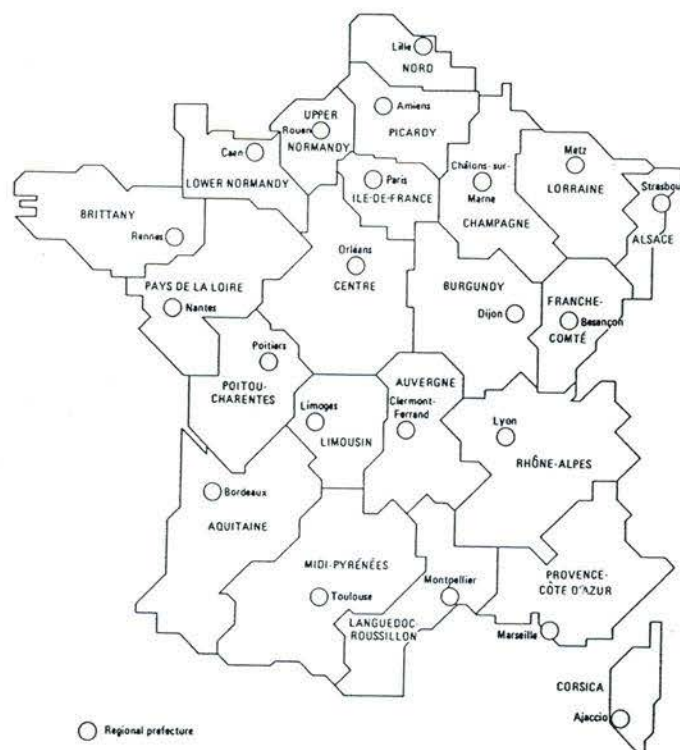 Lille
NORD
Amiens
PICARDY
UPPER
Rouen
NORMANDY
Caen
LOWER NORMANDY
Paris
ILE-DE-FRANCE
Châlons-sur-
Marne
CHAMPAGNE
Metz
LORRAINE
Strasbou
ALSACE
BRITTANY
Rennes
PAYS DE LA LOIRE
Nantes
Orléans
CENTRE
BURGUNDY
Dijon
FRANCHE-
Besançon
COMTÉ
Poitiers
POITOU-
CHARENTES
Limoges
LIMOUSIN
AUVERGNE
Clermont-
Ferrand
Lyon
RHÔNE-ALPES
Bordeaux
AQUITAINE
MIDI-PYRÉNÉES
Toulouse
Montpellier
LANGUEDOC-
ROUSSILLON
PROVENCE-
CÔTE D'AZUR
Marseille
CORSICA
Ajaccio
Regional prefecture